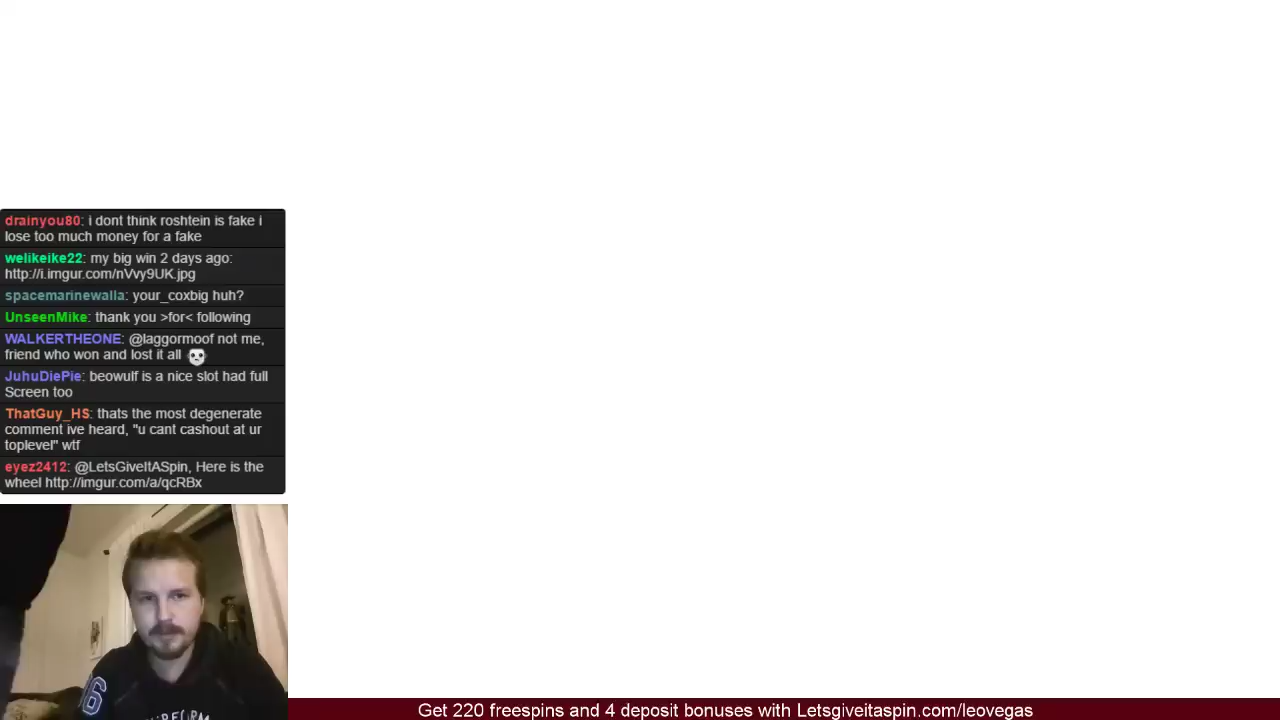 drainyou80: i dont think roshtein is fake i
lose too much money for a fake
welikeike22: my big win 2 days ago:
http://i.imgur.com/nVvy9UK.jpg
spacemarinewalla: your_coxbig huh?
UnseenMike: thank you >for< following
WALKERTHEONE: @laggormoof not me,
friend who won and lost it all
JuhuDiePie: beowulf is a nice slot had full
Screen too
ThatGuy_HS: thats the most degenerate
comment ive heard, "u cant cashout at ur
toplevel" wtf
eyez2412: @LetsGiveItASpin, Here is the
wheel http://imgur.com/a/qcRBx
Get 220 freespins and 4 deposit bonuses with Letsgiveitaspin.com/leovegas